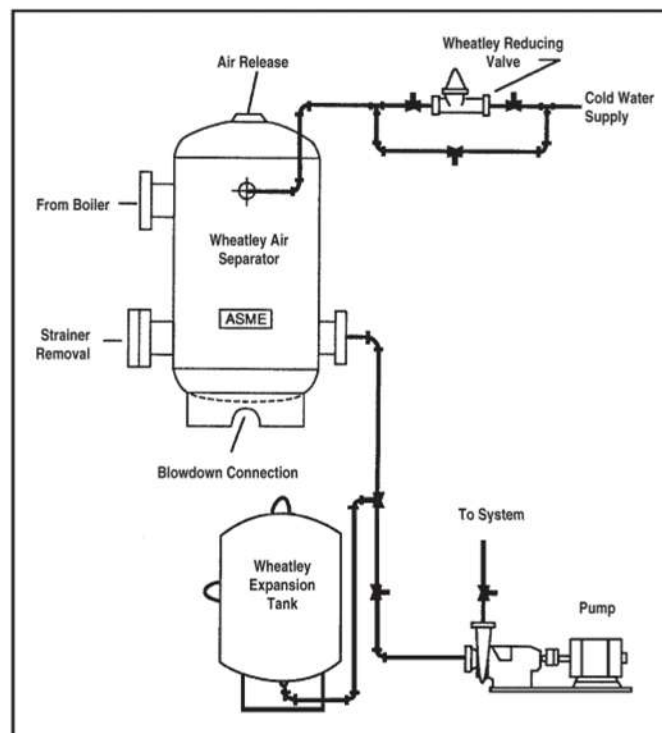 Wheatley Reducing
Valve
Air Release
Cold Water
Supply
From Boiler
Wheatley Air
Separator
ASME
Strainer
Removal
Blowdown Connection
To System
Wheatley
Expansion
Tank
Pump